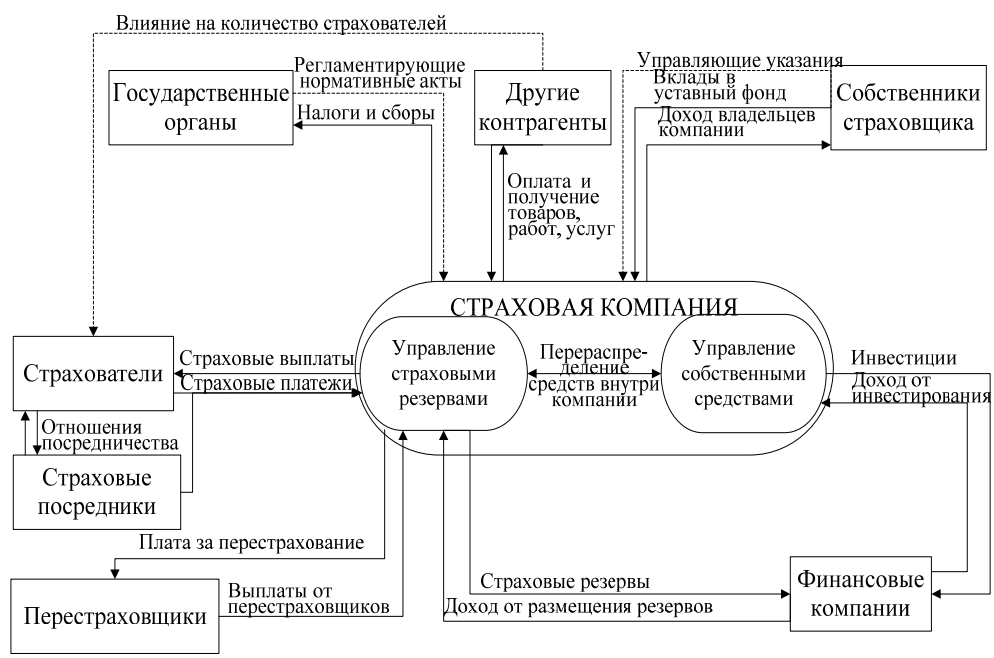 Влияние на количество страхователей
Государственные
органы
Регламентирующие
нормативные акты
Налоги и сборы
Другие
контрагенты
Управляющие указания
Вклады в
уставный фонд
Доход владельцев
компании
Собственники
страховщика
Оплата и
получение
товаров,
работ, услуг
СТРАХОВАЯ КОМПАНИЯ
Страхователи
Страховые выплаты
Страховые платежи
Управление
страховыми
резервами
Перераспре-
деление
средств внутри
компании
Управление
собственными
средствами
Инвестиции
Доход от
инвестирования
Отношения
посредничества
Страховые
посредники
Плата за перестрахование
Перестраховщики
Выплаты от
перестраховщиков
Страховые резервы
Доход от размещения резервов
Финансовые
компании